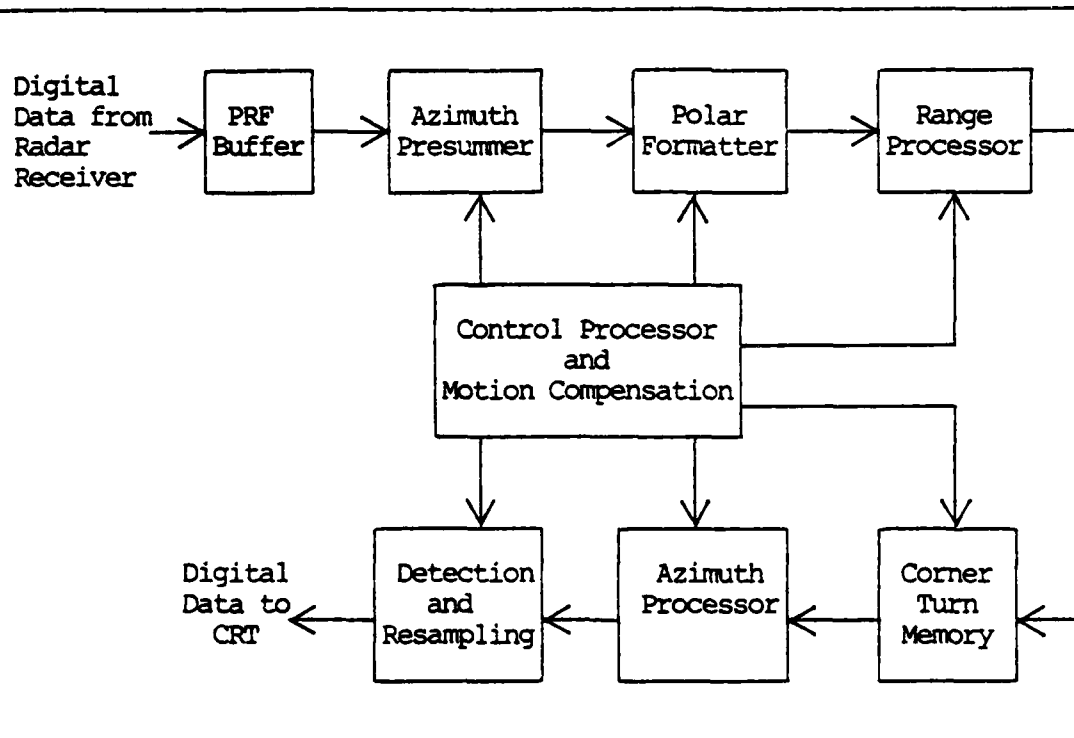 Digital
Data from
Radar
Receiver
PRF
Buffer
Azimuth
Presummer
Polar
Formatter
Range
Processor
Control Processor
and
Motion Compensation
Digital
Data to
CRT
Detection
and
Resampling
Azimuth
Processor
Corner
Turn
Memory